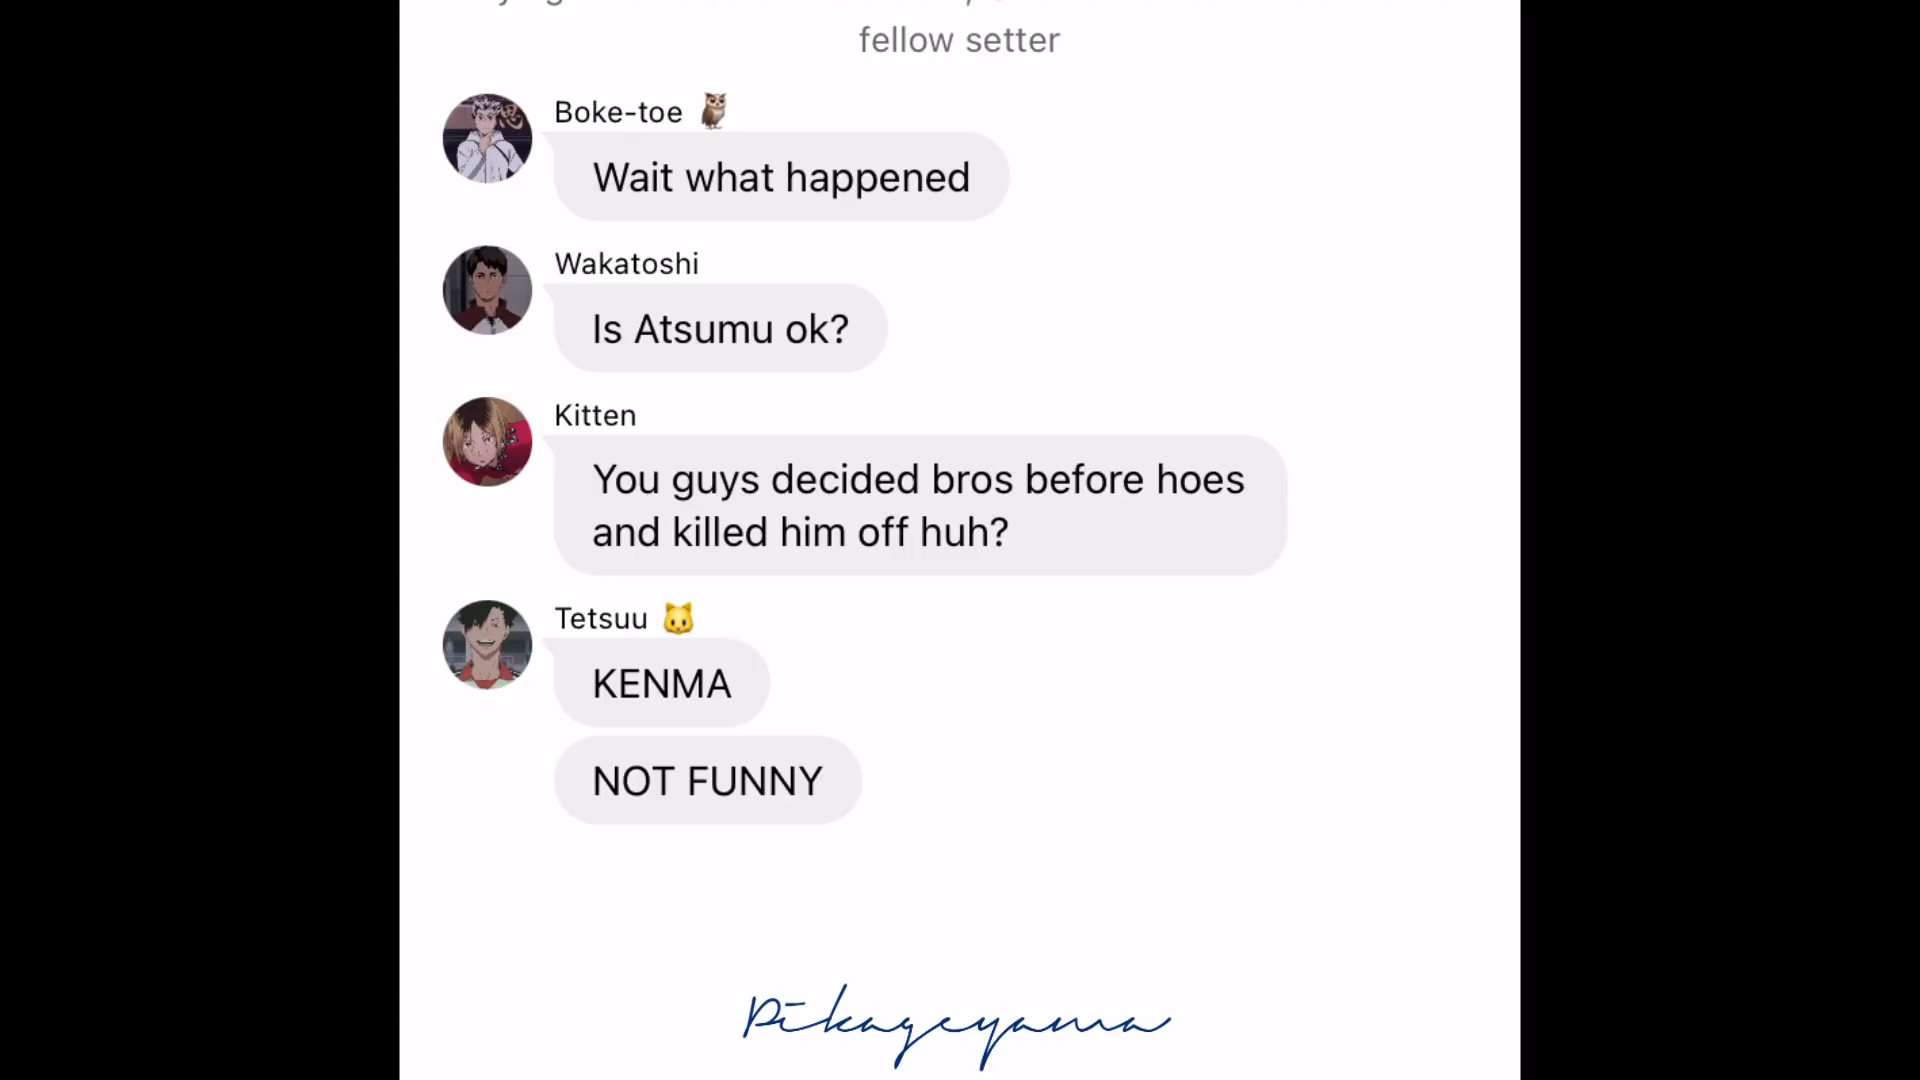 fellow setter
Boke-toe 🦉
Wait what happened
Wakatoshi
Is Atsumu ok?
Kitten
You guys decided bros before hoes
and killed him off huh?
Tetsuu 🐱
KENMA
NOT FUNNY
Pikageyama